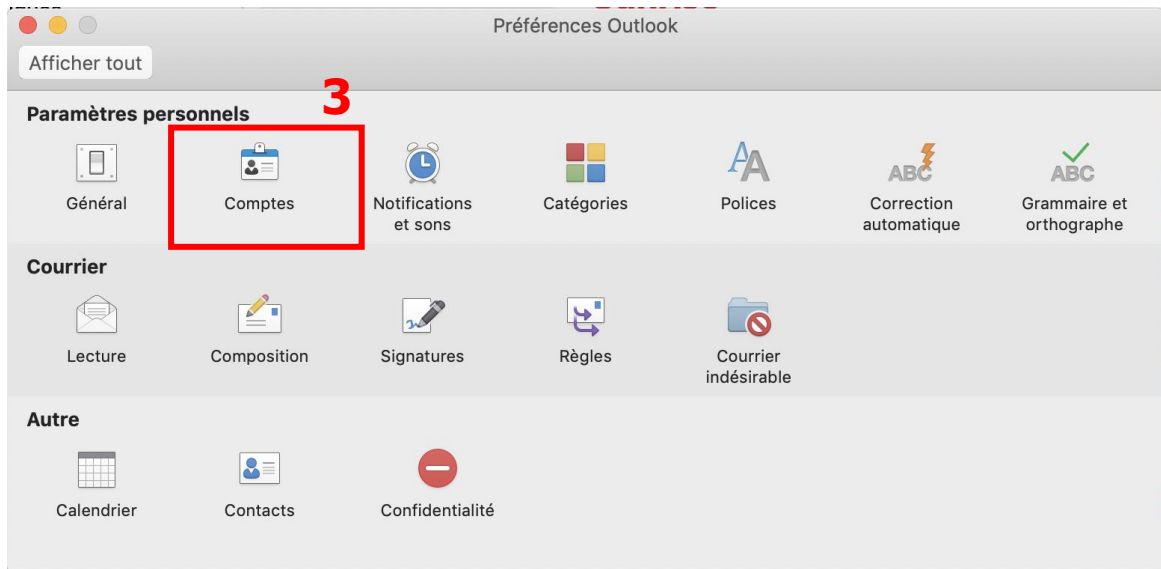 Préférences Outlook
Afficher tout
3
Paramètres personnels
Général
Comptes
Notifications
et sons
Catégories
Polices
ABC
Correction
automatique
ABC
Grammaire et
orthographe
Courrier
Lecture
Composition
Signatures
Règles
Courrier
indésirable
Autre
Calendrier
Contacts
Confidentialité